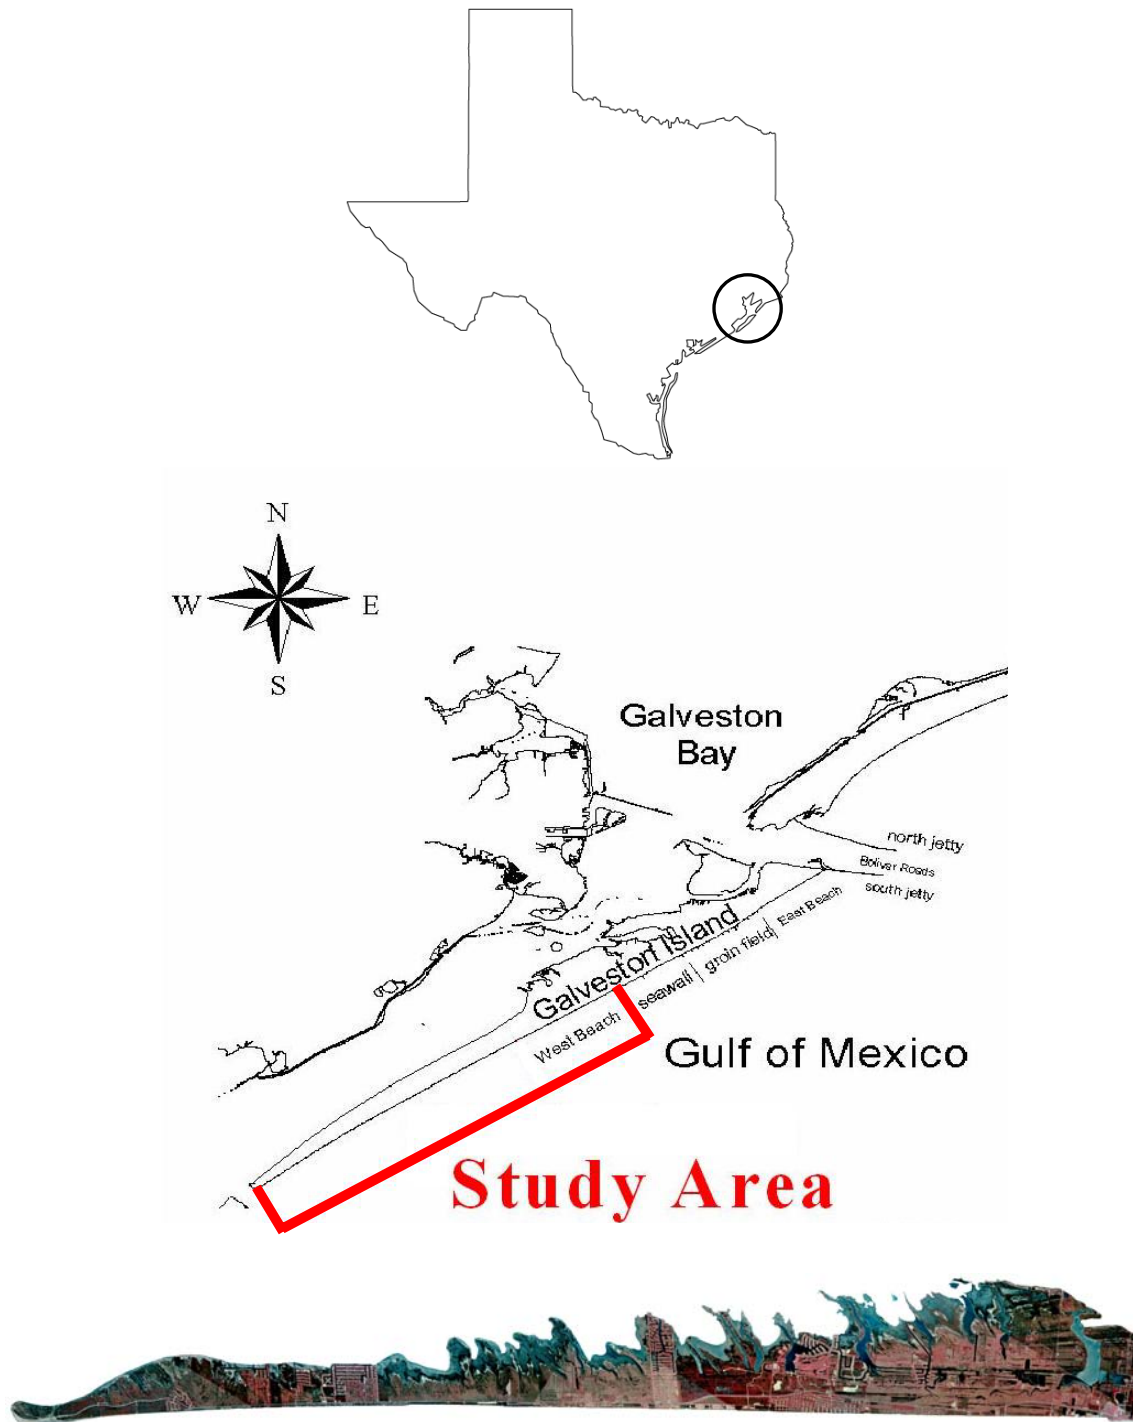 N
W
E
S
Galveston
Bay
north jetty
Bolivar Roads
south jetty
East Beach
groin field
seawall
Galveston Island
West Beach
Gulf of Mexico
Study Area